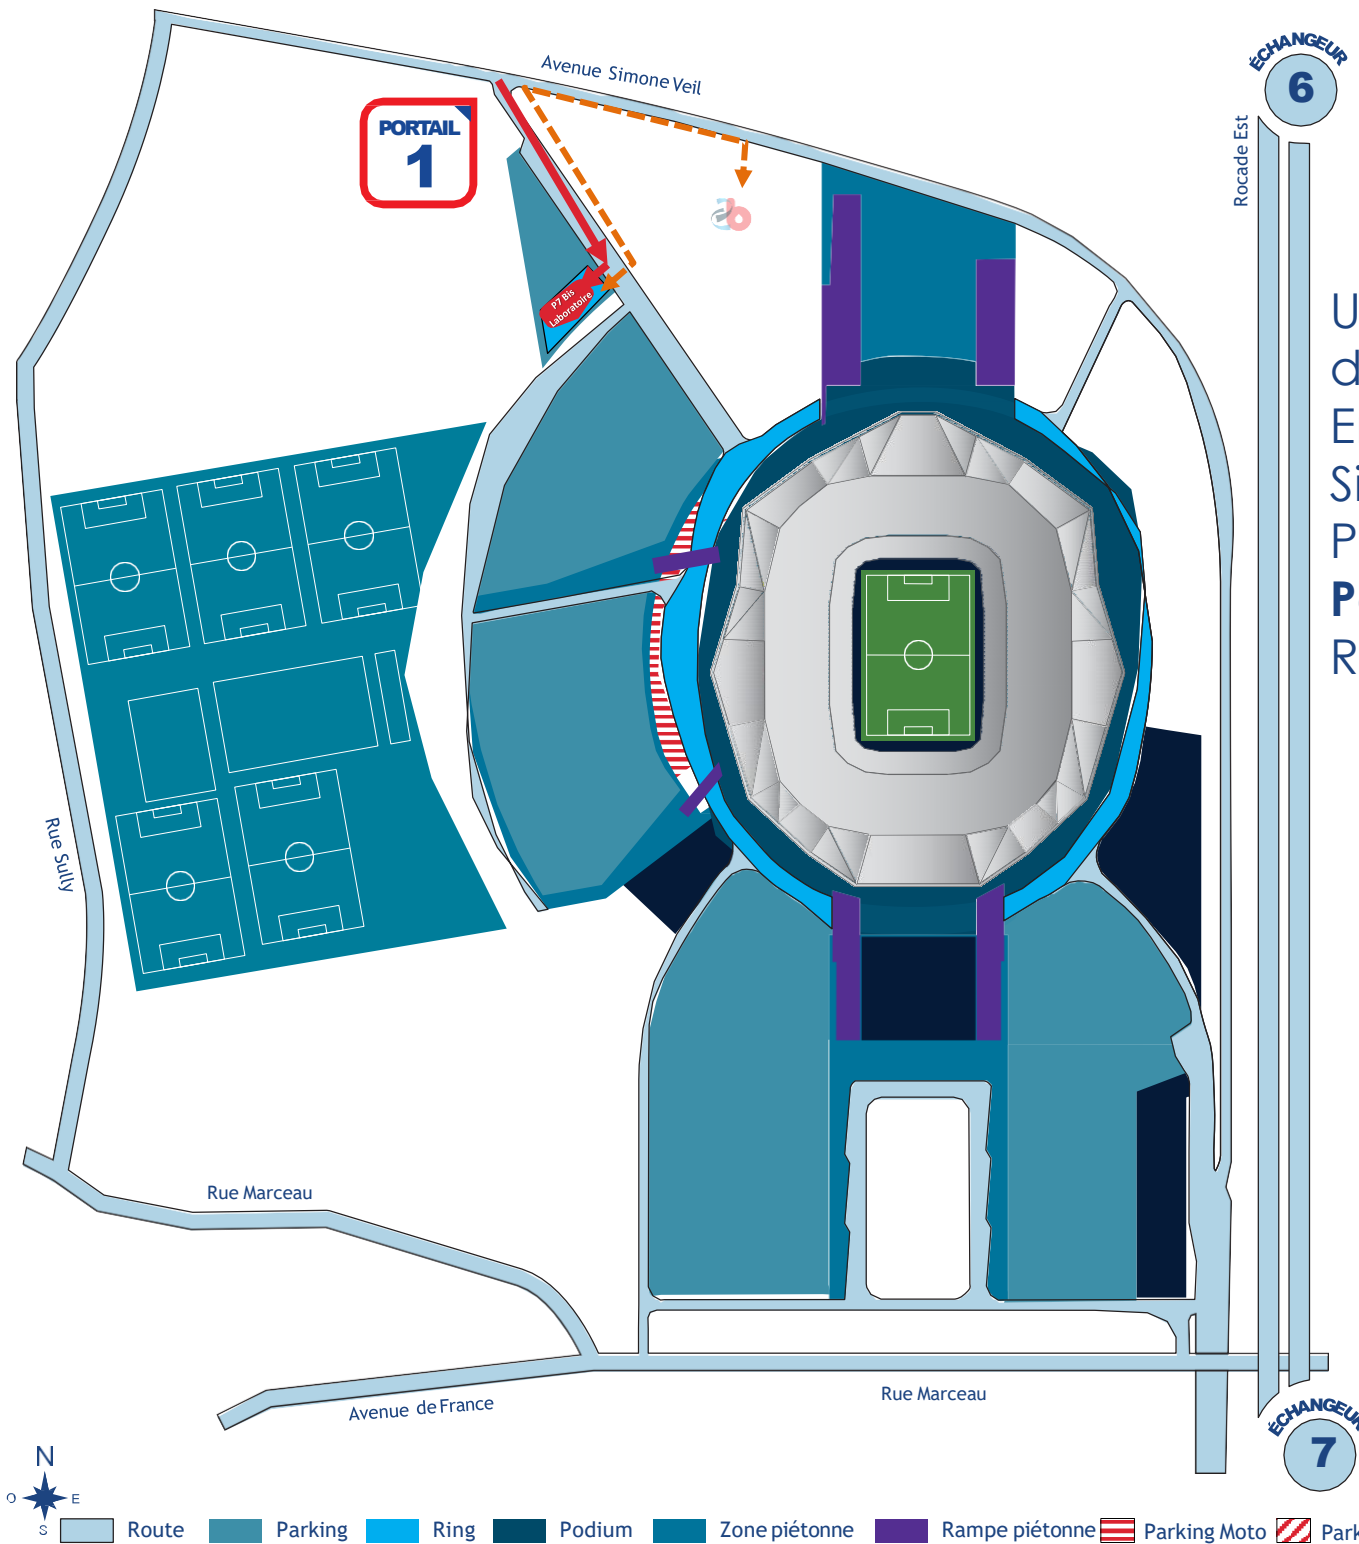 ÉCHANGEUR
6
Avenue Simone Veil
PORTAIL
1
Rocade Est
P7 Bis
Laboratoire
U
d
E
Si
P
P
R
Rue Sully
Rue Marceau
Avenue de France
Rue Marceau
ÉCHANGEUR
7
N
O
E
S
Route
Parking
Ring
Podium
Zone piétonne
Rampe piétonne
Parking Moto
Park